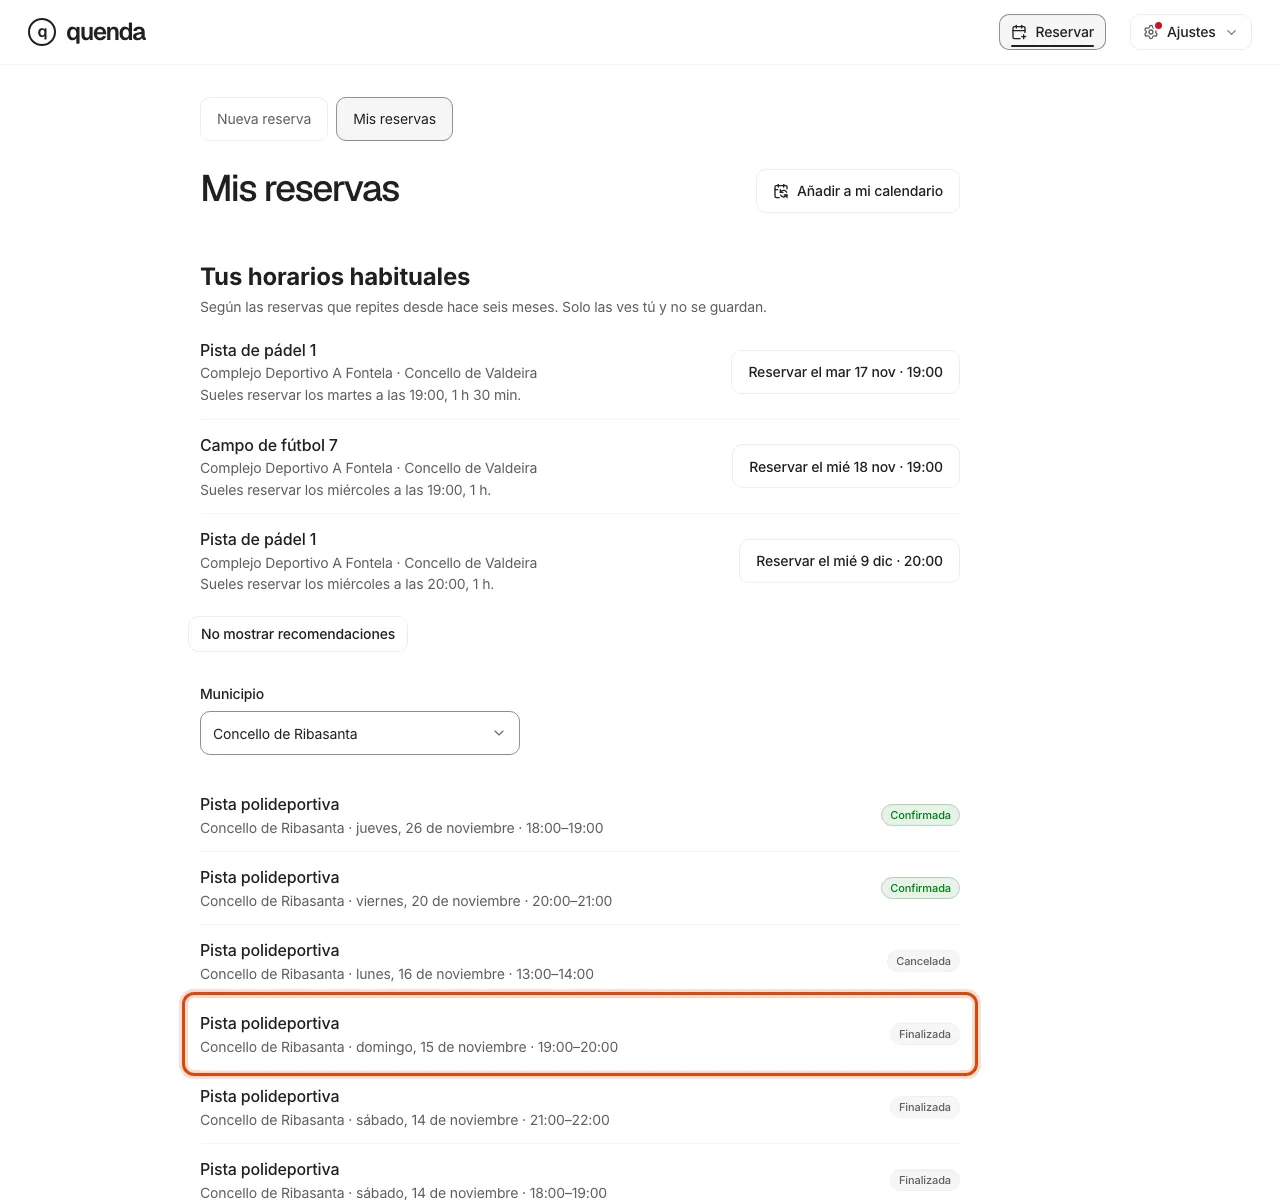 quenda
Reservar
Ajustes
Nueva reserva
Mis reservas
Mis reservas
Añadir a mi calendario
Tus horarios habituales
Según las reservas que repites desde hace seis meses. Solo las ves tú y no se guardan.
Pista de pádel 1
Complejo Deportivo A Fontela · Concello de Valdeira
Sueles reservar los martes a las 19:00, 1 h 30 min.
Reservar el mar 17 nov · 19:00
Campo de fútbol 7
Complejo Deportivo A Fontela · Concello de Valdeira
Sueles reservar los miércoles a las 19:00, 1 h.
Reservar el mié 18 nov · 19:00
Pista de pádel 1
Complejo Deportivo A Fontela · Concello de Valdeira
Sueles reservar los miércoles a las 20:00, 1 h.
Reservar el mié 9 dic · 20:00
No mostrar recomendaciones
Municipio
Concello de Ribasanta
Pista polideportiva
Concello de Ribasanta · jueves, 26 de noviembre · 18:00–19:00
Confirmada
Pista polideportiva
Concello de Ribasanta · viernes, 20 de noviembre · 20:00–21:00
Confirmada
Pista polideportiva
Concello de Ribasanta · lunes, 16 de noviembre · 13:00–14:00
Cancelada
Pista polideportiva
Concello de Ribasanta · domingo, 15 de noviembre · 19:00–20:00
Finalizada
Pista polideportiva
Concello de Ribasanta · sábado, 14 de noviembre · 21:00–22:00
Finalizada
Pista polideportiva
Concello de Ribasanta · sábado, 14 de noviembre · 18:00–19:00
Finalizada